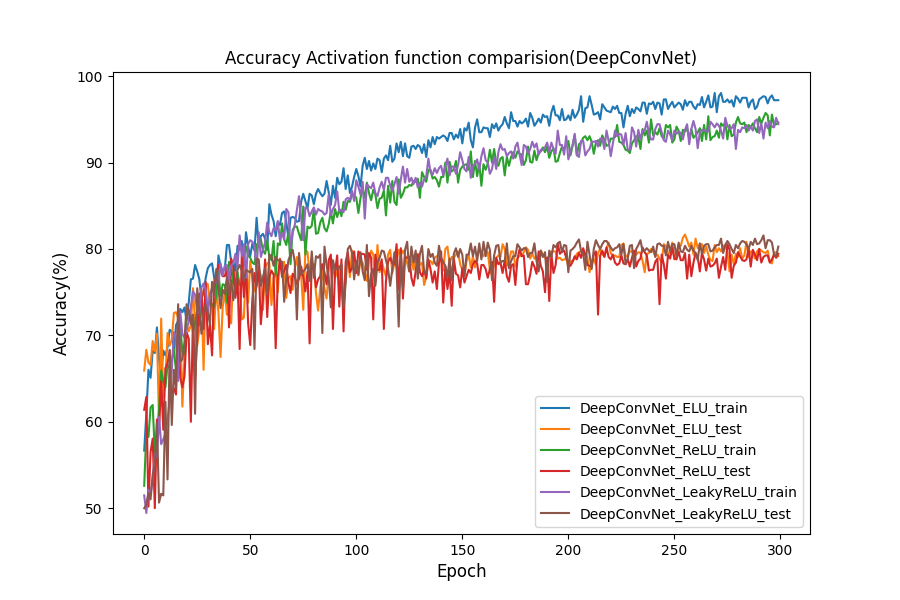 Accuracy Activation function comparision(DeepConvNet)
Accuracy(%)
100
90
80
70
60
50
0 50 100 150 200 250 300
Epoch
DeepConvNet_ELU_train
DeepConvNet_ELU_test
DeepConvNet_ReLU_train
DeepConvNet_ReLU_test
DeepConvNet_LeakyReLU_train
DeepConvNet_LeakyReLU_test